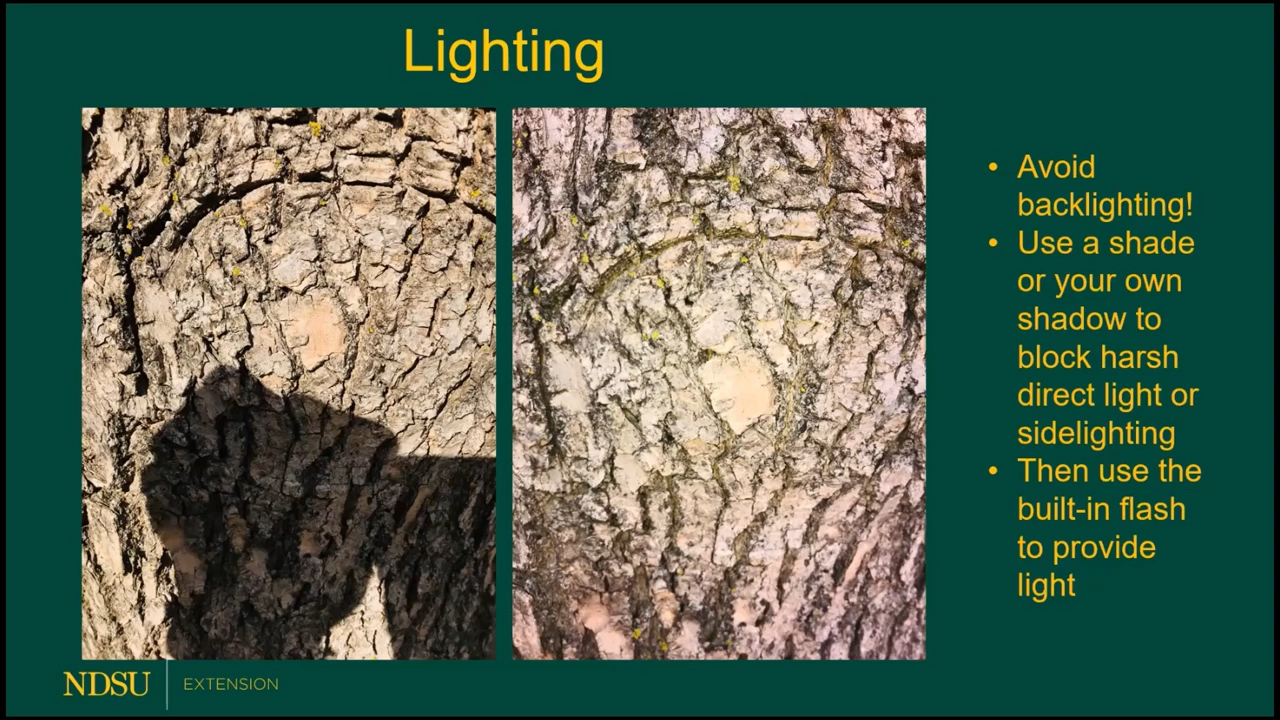 Lighting
• Avoid
backlighting!
• Use a shade
or your own
shadow to
block harsh
direct light or
sidelighting
• Then use the
built-in flash
to provide
light
NDSU EXTENSION